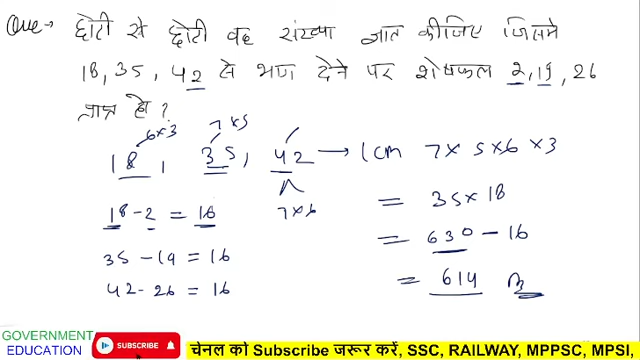 Que → छोटी से छोटी वह संख्या ज्ञात कीजिए जिसमे
18, 35, 42 से भाग देने पर शेषफल 2, 19, 26
प्राप्त हो?
6×3 7×5
18, 35, 42 → lcm 7×5×6×3
7×6
= 35×18
18-2 = 16
= 630 - 16
35-19 = 16
= 614
42-26 = 16
GOVERNMENT
EDUCATION
SUBSCRIBE
चेनल को Subscribe जरूर करें, SSC, RAILWAY, MPPSC, MPSI,